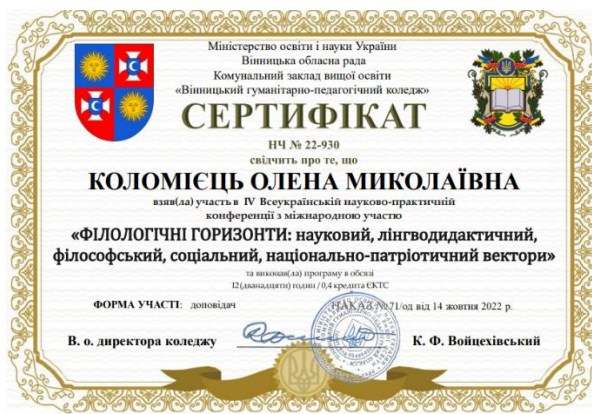 Міністерство освіти і науки України
Вінницька обласна рада
Комунальний заклад вищої освіти
«Вінницький гуманітарно-педагогічний коледж»
СЕРТИФІКАТ
НЧ № 22-930
свідчить про те, що
КОЛОМІЄЦЬ ОЛЕНА МИКОЛАЇВНА
взяв(ла) участь в IV Всеукраїнській науково-практичній
конференції з міжнародною участю
«ФІЛОЛОГІЧНІ ГОРИЗОНТИ: науковий, лінгводидактичний,
філософський, соціальний, національно-патріотичний вектори»
та виконав(ла) програму в обсязі
12 (дванадцяти) годин / 0,4 кредита ЄКТС
ФОРМА УЧАСТІ: доповідач НАКАЗ №71/од від 14 жовтня 2022 р.
В. о. директора коледжу К. Ф. Войцехівський